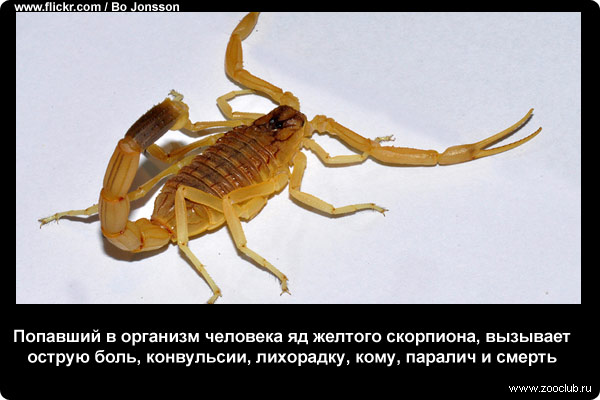 www.flickr.com / Bo Jonsson
Попавший в организм человека яд желтого скорпиона, вызывает
острую боль, конвульсии, лихорадку, кому, паралич и смерть
www.zooclub.ru